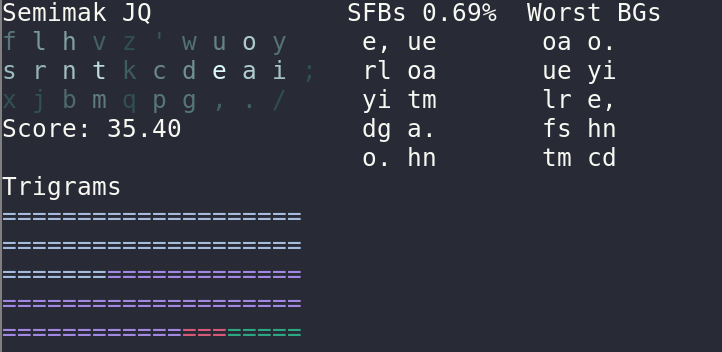 Semimak JQ SFBs 0.69% Worst BGs
f l h v z ' w u o y e, ue oa o.
s r n t k c d e a i ; rl oa ue yi
x j b m q p g , . / yi tm lr e,
Score: 35.40 dg a. fs hn
o. hn tm cd
Trigrams
====================
====================
====================
====================
====================